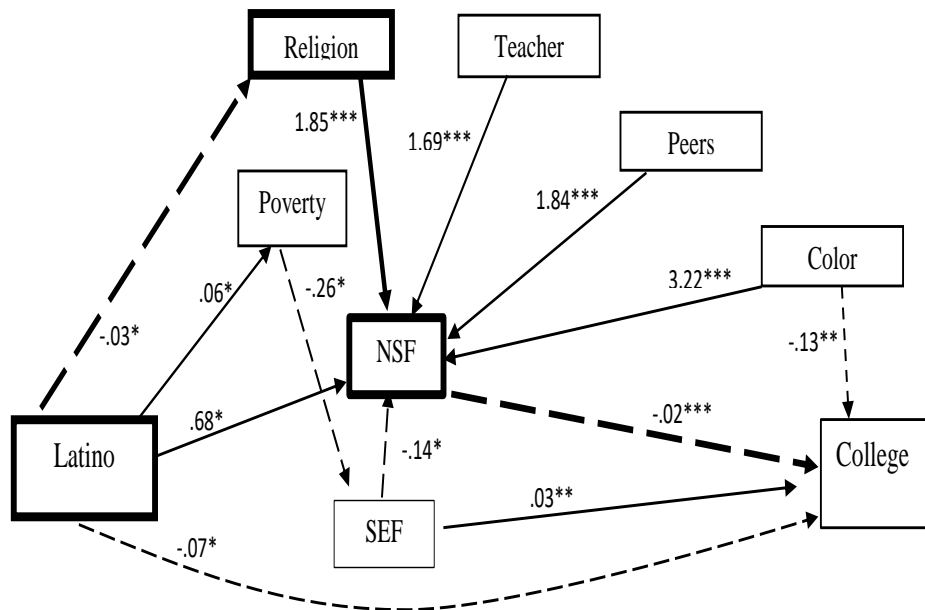 Religion
Teacher
1.85***
1.69***
Peers
Poverty
1.84***
Color
.06*
-.26*
3.22***
-.03*
NSF
-.13**
.68*
-.02***
Latino
-.14*
College
SEF
.03**
-.07*